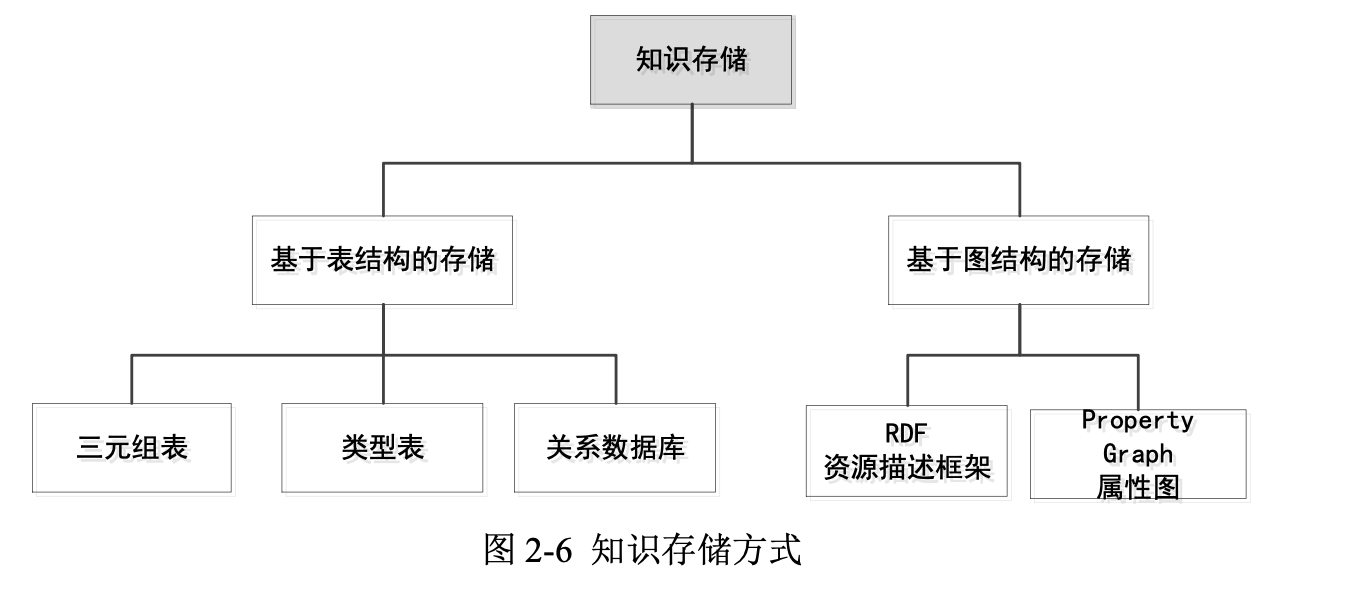 知识存储
基于表结构的存储
基于图结构的存储
三元组表
类型表
关系数据库
RDF
资源描述框架
Property
Graph
属性图
图 2-6 知识存储方式